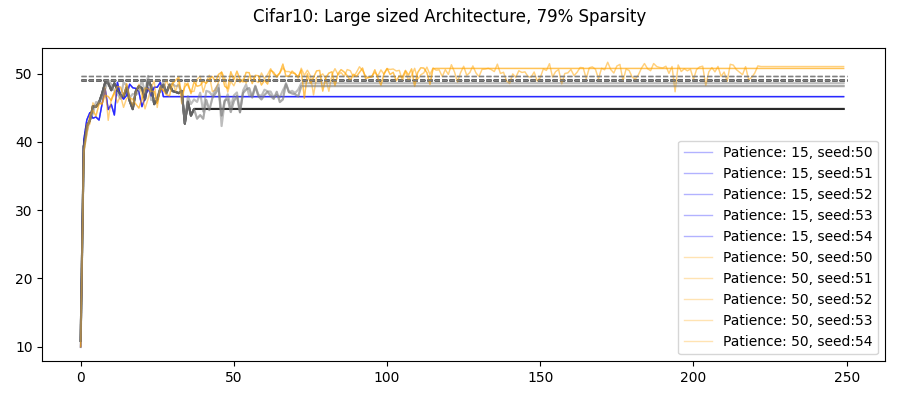 Cifar10: Large sized Architecture, 79% Sparsity
50
40
30
20
10
0
50
100
150
200
250
Patience: 15, seed:50
Patience: 15, seed:51
Patience: 15, seed:52
Patience: 15, seed:53
Patience: 15, seed:54
Patience: 50, seed:50
Patience: 50, seed:51
Patience: 50, seed:52
Patience: 50, seed:53
Patience: 50, seed:54